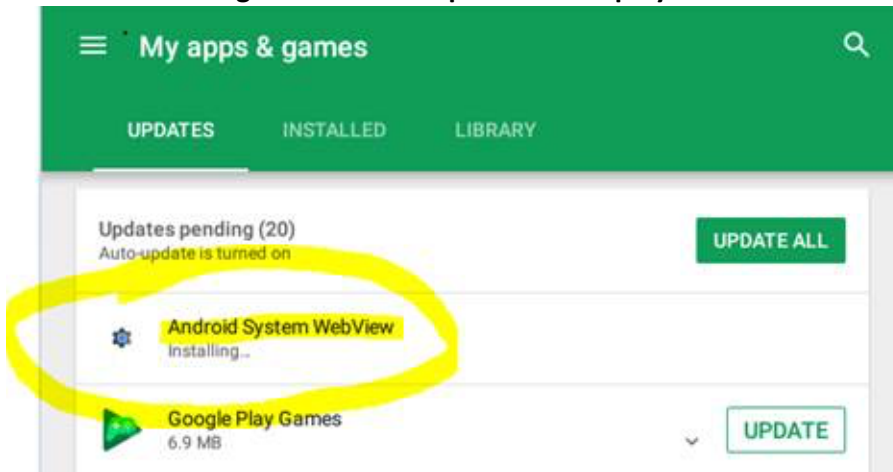 My apps & games
UPDATES INSTALLED LIBRARY
Updates pending (20)
Auto-update is turned on
UPDATE ALL
Android System WebView
Installing...
Google Play Games
6.9 MB
UPDATE